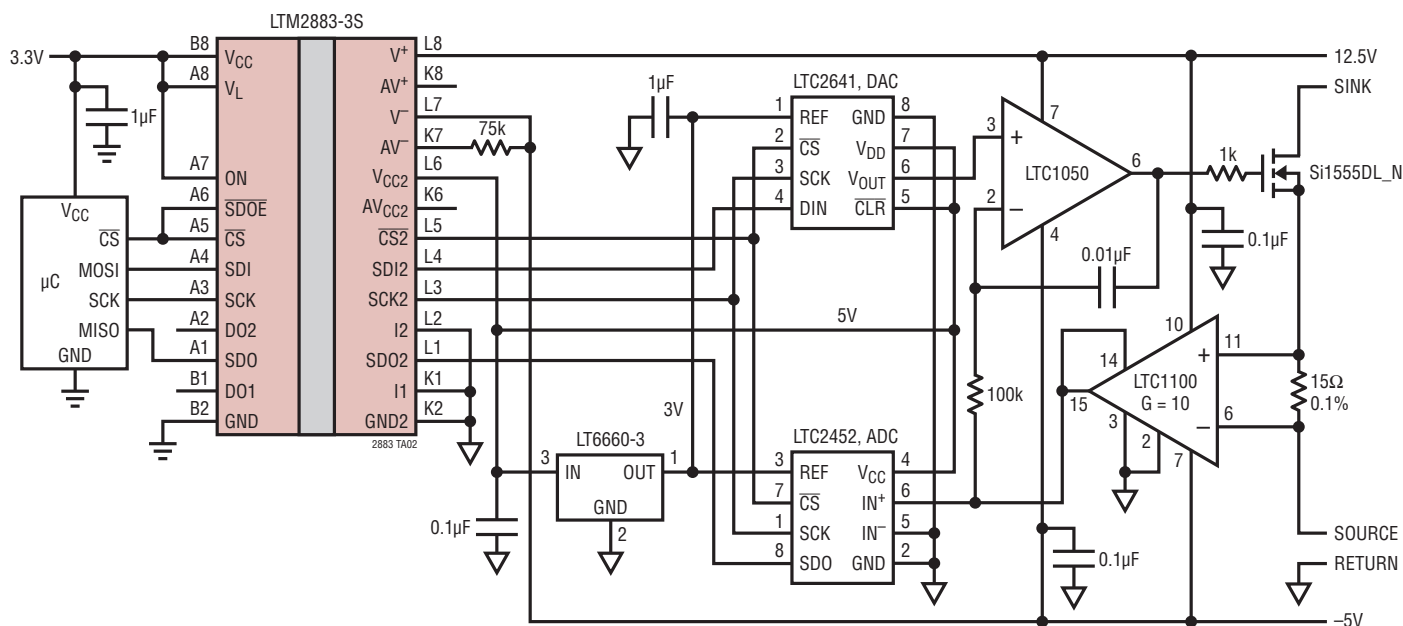 LTM2883-3S
3.3V
B8
VCC
A8
VL
1µF
A7
ON
A6
SDOE
A5
CS
A4
SDI
A3
SCK
A2
DO2
A1
SDO
B1
DO1
B2
GND
VCC
CS
µC
MOSI
SCK
MISO
GND
V+
L8
AV+
K8
V–
L7
AV–
K7
75k
VCC2
L6
AVCC2
K6
CS2
L5
SDI2
L4
SCK2
L3
I2
L2
SDO2
L1
I1
K1
GND2
K2
2883 TA02
0.1µF
LT6660-3
3
IN
OUT
1
GND
2
3V
5V
1µF
LTC2641, DAC
1
REF
GND
8
2
CS
VDD
7
3
SCK
VOUT
6
4
DIN
CLR
5
LTC2452, ADC
3
REF
VCC
4
7
CS
IN+
6
1
SCK
IN–
5
8
SDO
GND
2
3
+
2
–
7
LTC1050
6
4
0.01µF
100k
1k
Si1555DL_N
0.1µF
10
11
+
14
LTC1100
G = 10
15
3
2
6
–
7
15Ω
0.1%
0.1µF
12.5V
SINK
SOURCE
RETURN
–5V